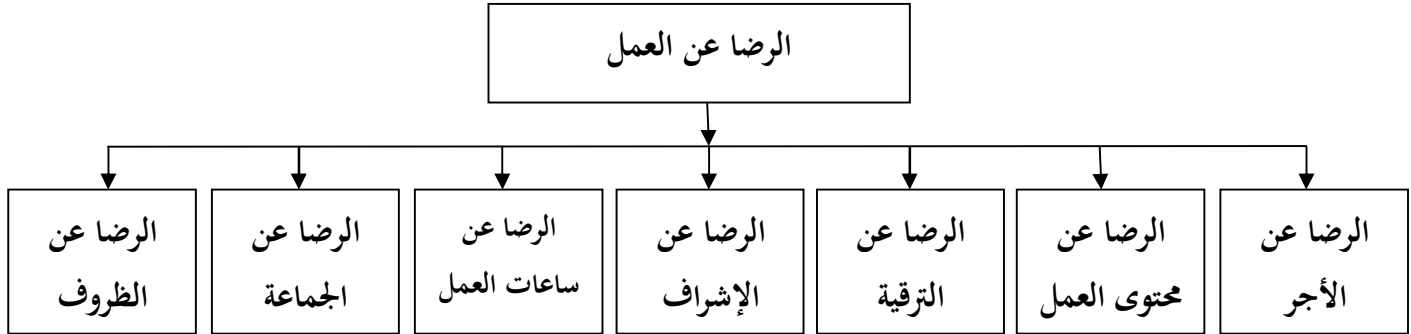 الرضا عن العمل
الرضا عن
الأجر
الرضا عن
محتوى العمل
الرضا عن
الترقية
الرضا عن
الإشراف
الرضا عن
ساعات العمل
الرضا عن
الجماعة
الرضا عن
الظروف